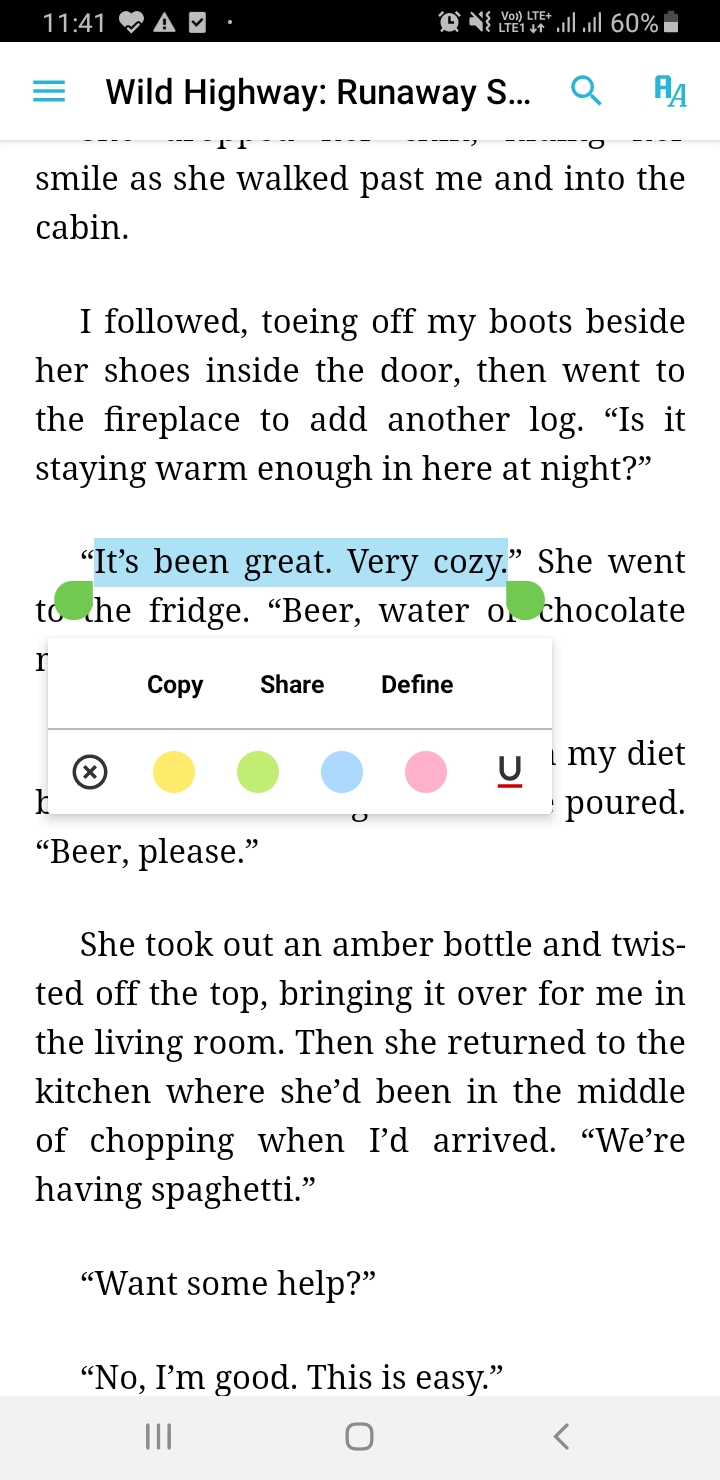 11:41
Vo)) LTE+
LTE1
60%
Wild Highway: Runaway S...
smile as she walked past me and into the
cabin.
I followed, toeing off my boots beside
her shoes inside the door, then went to
the fireplace to add another log. “Is it
staying warm enough in here at night?”
“It’s been great. Very cozy.” She went
to the fridge. “Beer, water or chocolate
Copy Share Define
U
my diet
poured.
“Beer, please.”
She took out an amber bottle and twis-
ted off the top, bringing it over for me in
the living room. Then she returned to the
kitchen where she’d been in the middle
of chopping when I’d arrived. “We’re
having spaghetti.”
“Want some help?”
“No, I’m good. This is easy.”